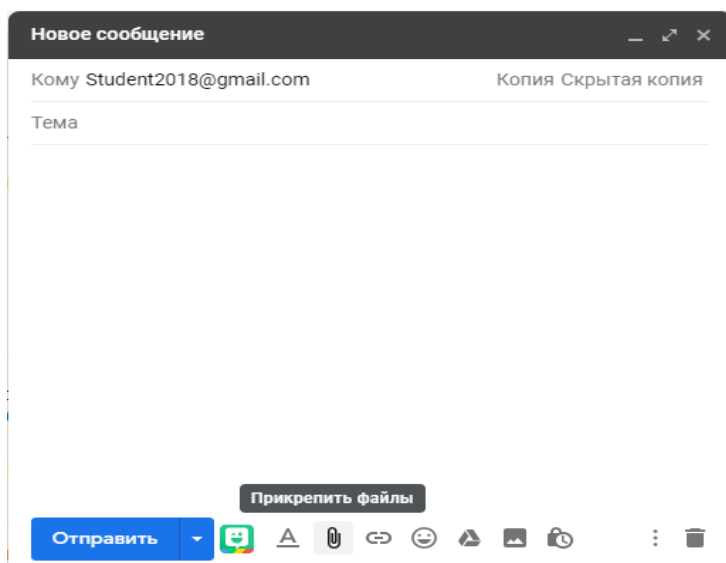 Новое сообщение
Кому Student2018@gmail.com Копия Скрытая копия
Тема
Прикрепить файлы
Отправить